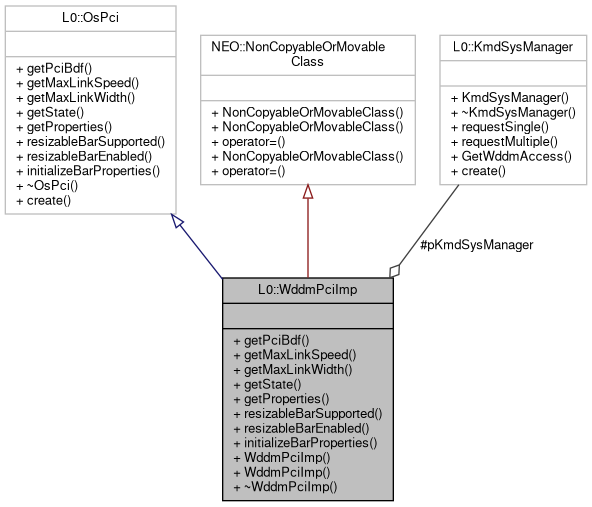 L0::OsPci
+ getPciBdf()
+ getMaxLinkSpeed()
+ getMaxLinkWidth()
+ getState()
+ getProperties()
+ resizableBarSupported()
+ resizableBarEnabled()
+ initializeBarProperties()
+ ~OsPci()
+ create()
NEO::NonCopyableOrMovable
Class
+ NonCopyableOrMovableClass()
+ NonCopyableOrMovableClass()
+ operator=()
+ NonCopyableOrMovableClass()
+ operator=()
L0::KmdSysManager
+ KmdSysManager()
+ ~KmdSysManager()
+ requestSingle()
+ requestMultiple()
+ GetWddmAccess()
+ create()
#pKmdSysManager
L0::WddmPciImp
+ getPciBdf()
+ getMaxLinkSpeed()
+ getMaxLinkWidth()
+ getState()
+ getProperties()
+ resizableBarSupported()
+ resizableBarEnabled()
+ initializeBarProperties()
+ WddmPciImp()
+ WddmPciImp()
+ ~WddmPciImp()